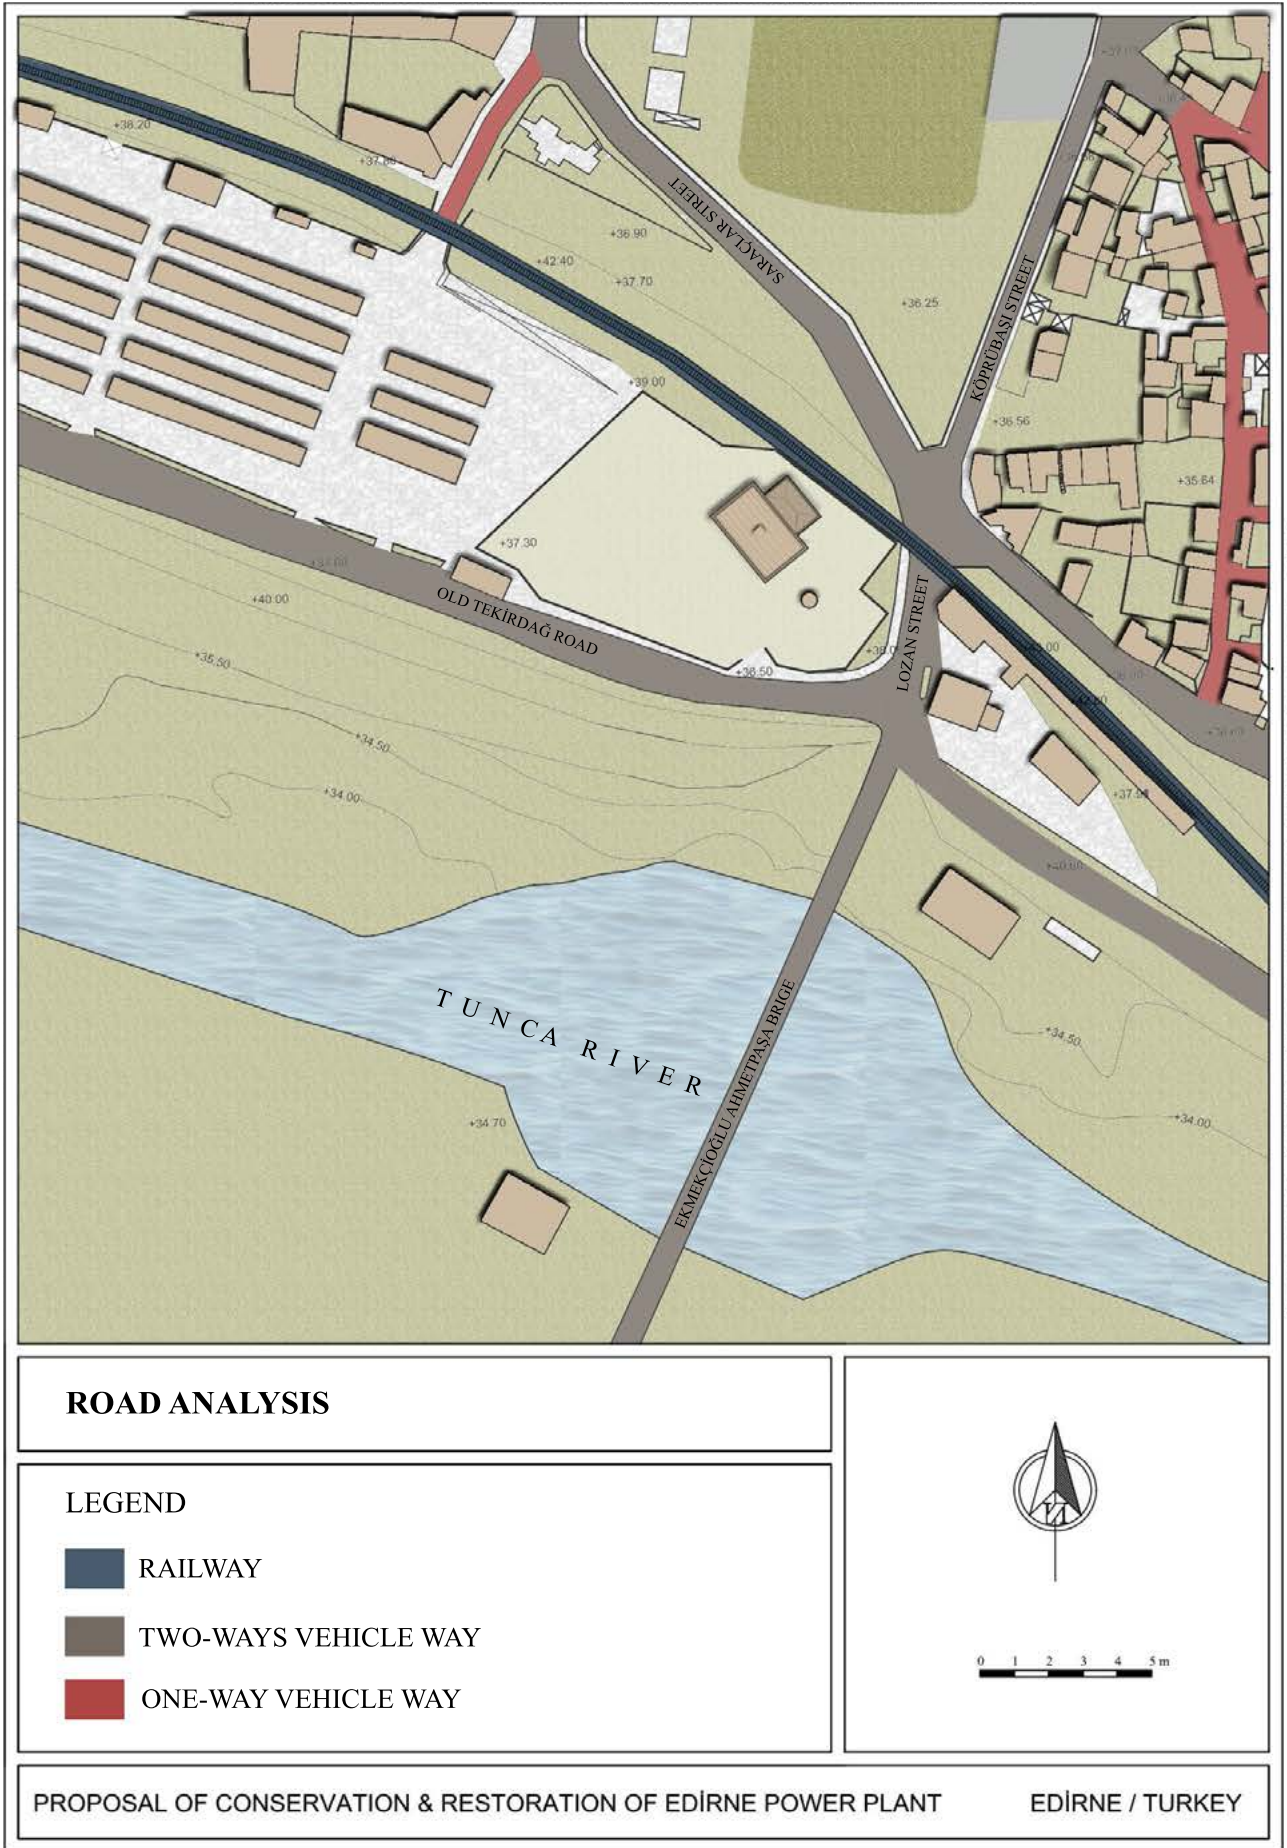 +38.20
+37.80
SARAÇLAR STREET
+36.90
+42.40
+37.70
+36.25
KÖPRÜBAŞI STREET
+39.00
+36.56
+35.64
+37.30
OLD TEKİRDAĞ ROAD
LOZAN STREET
+40.00
+35.50
+36.50
+34.50
+34.00
TUNCA RIVER
EKMEKÇİOĞLU AHMETPAŞA BRIGE
+34.50
+34.00
+34.70
ROAD ANALYSIS
LEGEND
RAILWAY
TWO-WAYS VEHICLE WAY
ONE-WAY VEHICLE WAY
N
0 1 2 3 4 5 m
PROPOSAL OF CONSERVATION & RESTORATION OF EDİRNE POWER PLANT
EDİRNE / TURKEY